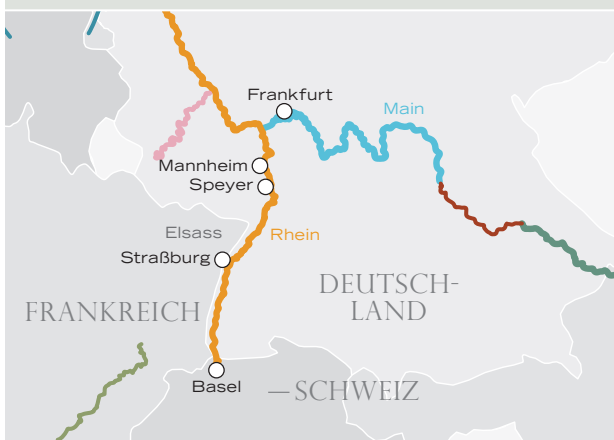 Frankfurt
Main
Mannheim
Speyer
Elsass
Rhein
Straßburg
DEUTSCH-
LAND
FRANKREICH
Basel
—SCHWEIZ